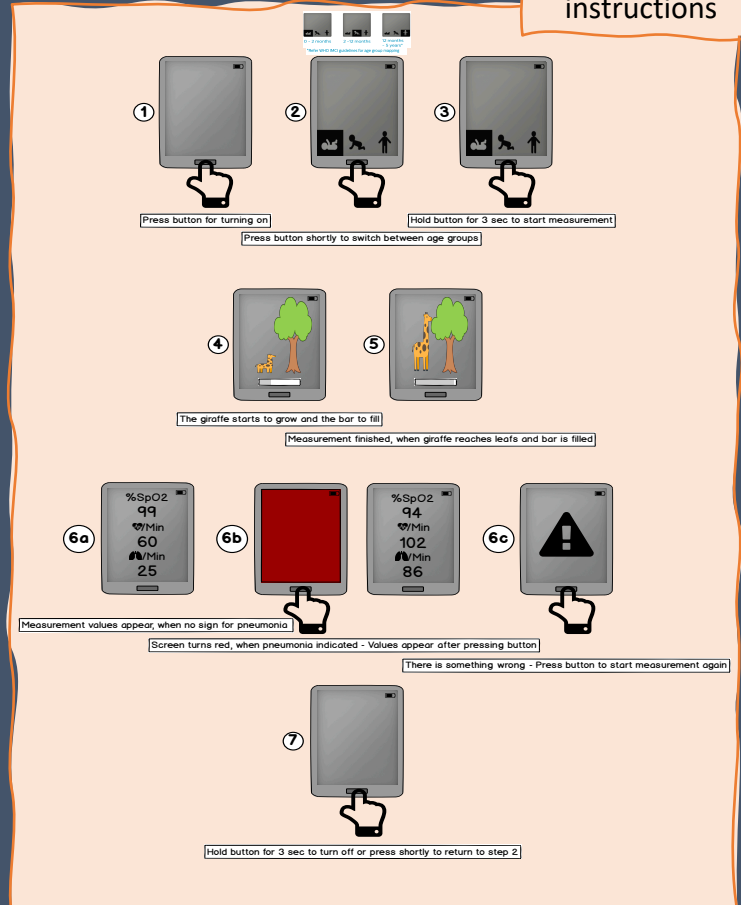 instructions
0 - 2 months
2 -12 months
12 months
- 5 years*
*Refer WHO IMCI guidelines for age group mapping
1
2
3
Press button for turning on
Hold button for 3 sec to start measurement
Press button shortly to switch between age groups
4
5
The giraffe starts to grow and the bar to fill
Measurement finished, when giraffe reaches leafs and bar is filled
6a
%SpO2
99
/Min
60
/Min
25
6b
%SpO2
94
/Min
102
/Min
86
6c
Measurement values appear, when no sign for pneumonia
Screen turns red, when pneumonia indicated - Values appear after pressing button
There is something wrong - Press button to start measurement again
7
Hold button for 3 sec to turn off or press shortly to return to step 2